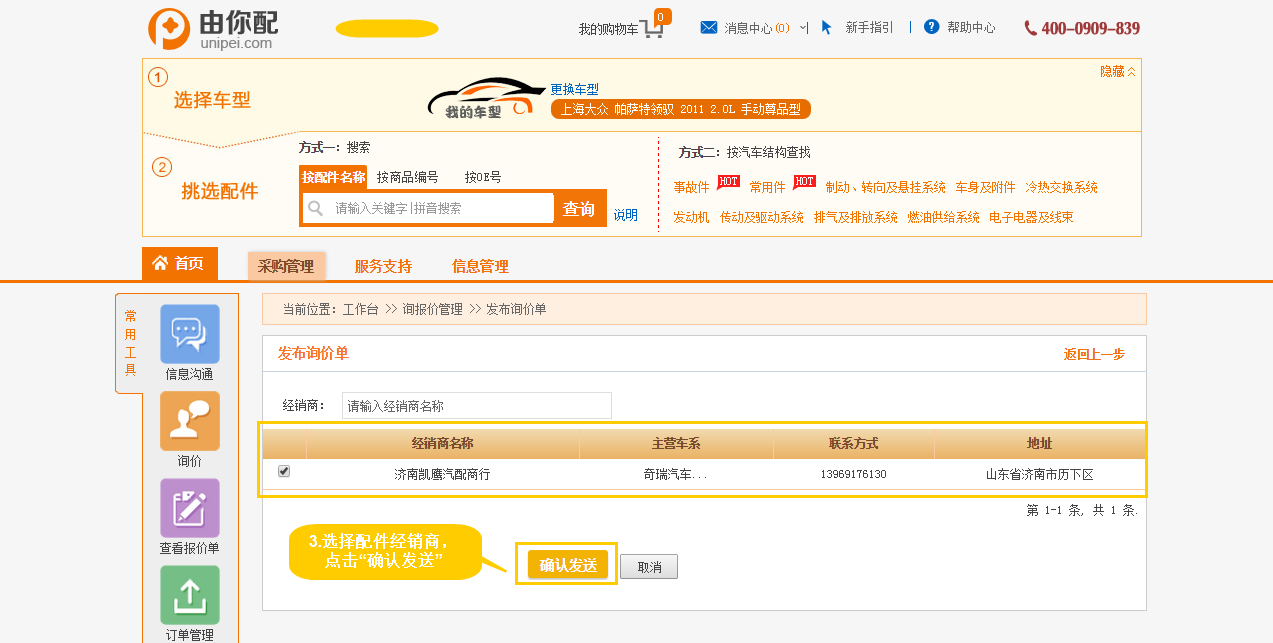 由你配
unipei.com
我的购物车 0
消息中心(0)
新手指引
帮助中心
400-0909-839
隐藏
1
选择车型
我的车型
更换车型
上海大众 帕萨特领驭 2011 2.0L 手动尊品型
2
挑选配件
方式一：搜索
按配件名称 按商品编号 按OE号
请输入关键字|拼音搜索
查询
说明
方式二：按汽车结构查找
事故件 HOT 常用件 HOT 制动、转向及悬挂系统 车身及附件 冷热交换系统
发动机 传动及驱动系统 排气及排放系统 燃油供给系统 电子电器及线束
首页 采购管理 服务支持 信息管理
常用工具
信息沟通
询价
查看报价单
订单管理
当前位置：工作台 >> 询报价管理 >> 发布询价单
发布询价单
返回上一步
经销商：
请输入经销商名称
经销商名称 主营车系 联系方式 地址
济南凯鹰汽配商行 奇瑞汽车... 13969176130 山东省济南市历下区
第 1-1 条, 共 1 条.
3.选择配件经销商，
点击“确认发送”
确认发送
取消